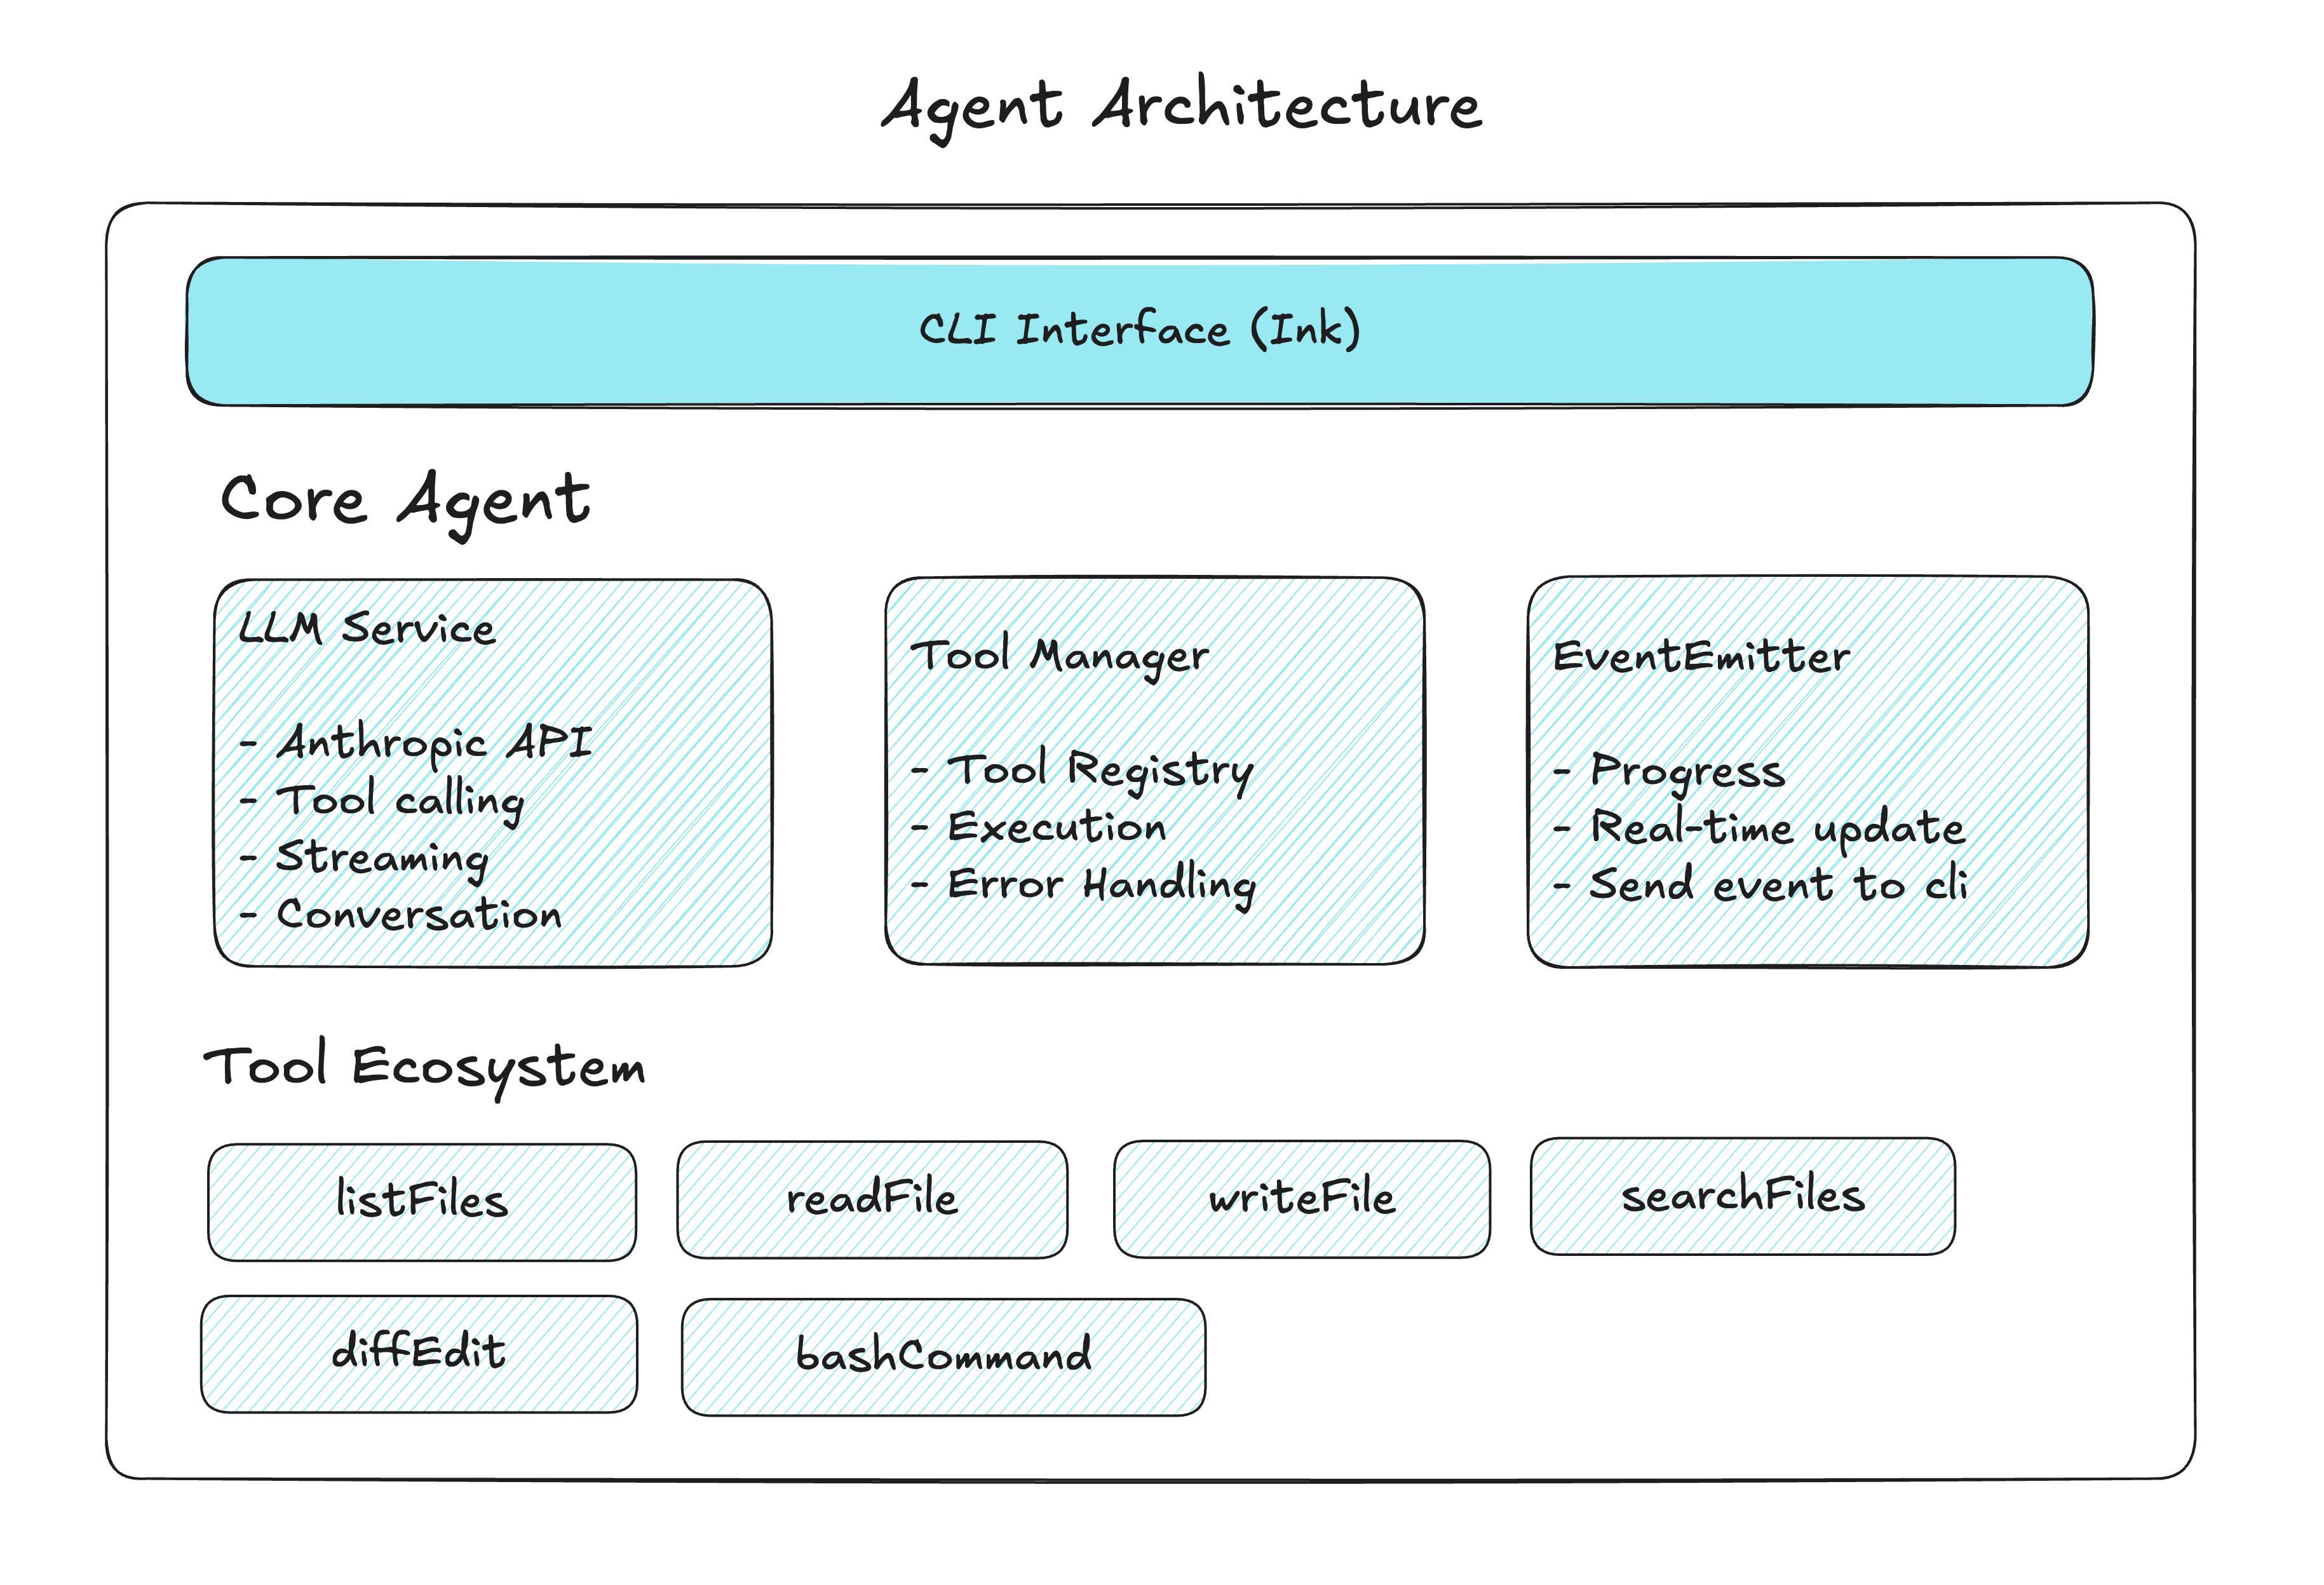 Agent Architecture
CLI Interface (Ink)
Core Agent
LLM Service
- Anthropic API
- Tool calling
- Streaming
- Conversation
Tool Manager
- Tool Registry
- Execution
- Error Handling
EventEmitter
- Progress
- Real-time update
- Send event to cli
Tool Ecosystem
listFiles
readFile
writeFile
searchFiles
diffEdit
bashCommand